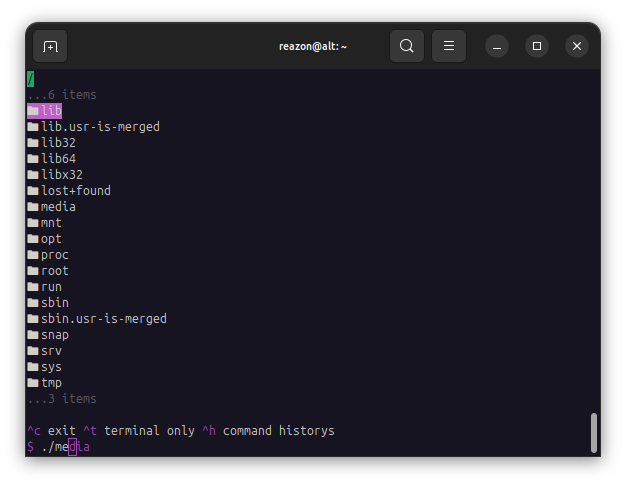 reazon@alt: ~
/
...6 items
lib
lib.usr-is-merged
lib32
lib64
libx32
lost+found
media
mnt
opt
proc
root
run
sbin
sbin.usr-is-merged
snap
srv
sys
tmp
...3 items
^c exit ^t terminal only ^h command historys
$ ./media